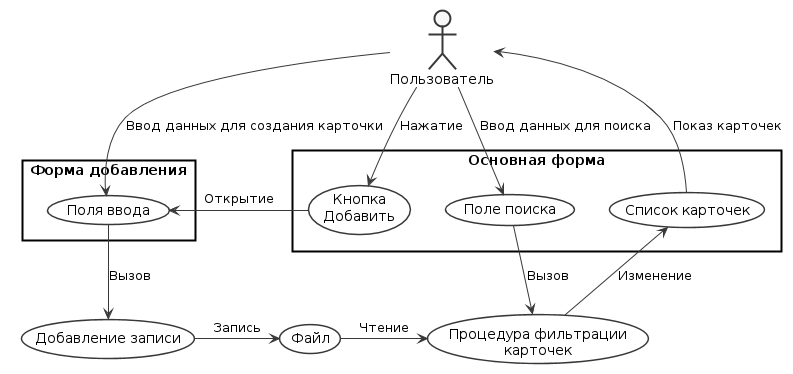 Пользователь
Ввод данных для создания карточки
Нажатие
Ввод данных для поиска
Показ карточек
Форма добавления
Основная форма
Поля ввода
Открытие
Кнопка
Добавить
Поле поиска
Список карточек
Вызов
Вызов
Изменение
Добавление записи
Запись
Файл
Чтение
Процедура фильтрации
карточек